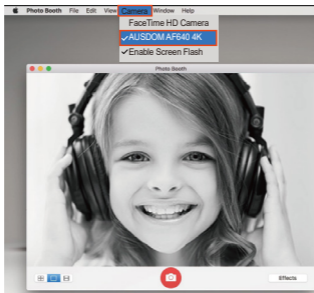 Photo Booth File Edit View Camera Window Help
FaceTime HD Camera
✓AUSDOM AF640 4K
✓Enable Screen Flash
Photo Booth
Effects